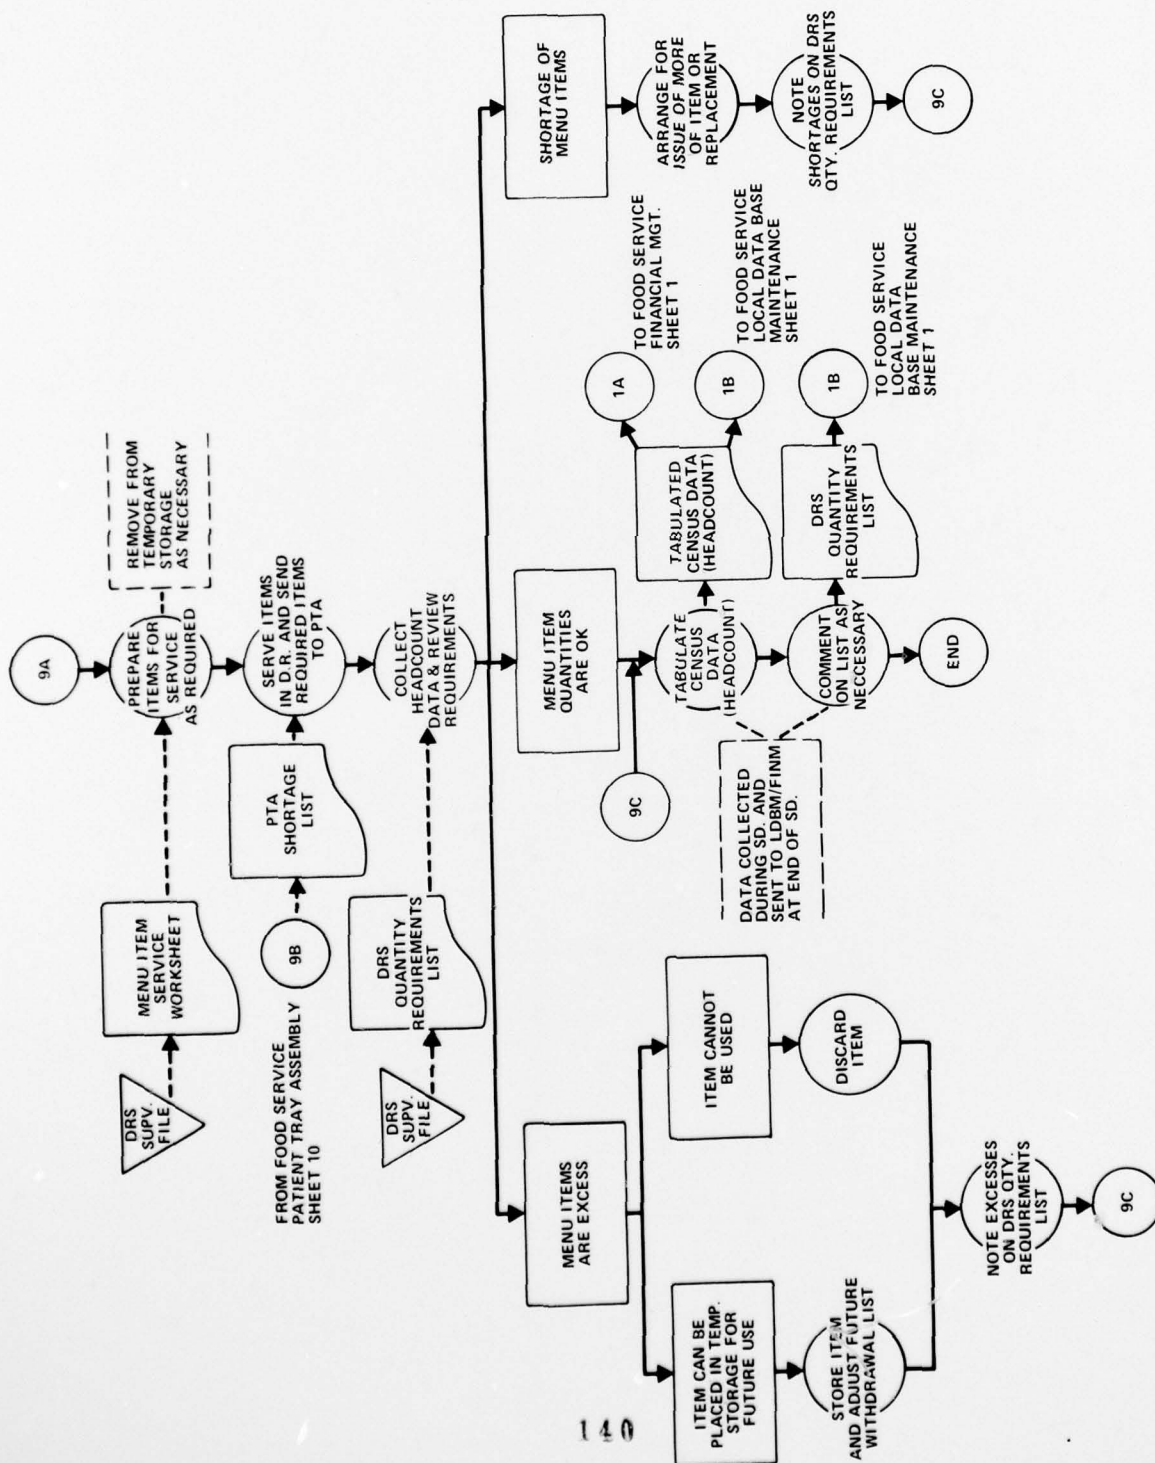 9A
PREPARE
ITEMS FOR
SERVICE
AS REQUIRED
REMOVE FROM
TEMPORARY
STORAGE
AS NECESSARY
DRS
SUPV.
FILE
MENU ITEM
SERVICE
WORKSHEET
FROM FOOD SERVICE
PATIENT TRAY ASSEMBLY
SHEET 10
9B
PTA
SHORTAGE
LIST
SERVE ITEMS
IN D.R. AND SEND
REQUIRED ITEMS
TO PTA
DRS
SUPV.
FILE
DRS
QUANTITY
REQUIREMENTS
LIST
COLLECT
HEADCOUNT
DATA & REVIEW
REQUIREMENTS
MENU ITEMS
ARE EXCESS
ITEM CAN BE
PLACED IN TEMP.
STORAGE FOR
FUTURE USE
STORE ITEM
AND ADJUST FUTURE
WITHDRAWAL LIST
ITEM CANNOT
BE USED
DISCARD
ITEM
NOTE EXCESSES
ON DRS QTY.
REQUIREMENTS
LIST
9C
MENU ITEM
QUANTITIES
ARE OK
9C
TABULATE
CENSUS
DATA
(HEADCOUNT)
TABULATED
CENSUS DATA
(HEADCOUNT)
1A
TO FOOD SERVICE
FINANCIAL MGT.
SHEET 1
1B
TO FOOD SERVICE
LOCAL DATA BASE
MAINTENANCE
SHEET 1
DATA COLLECTED
DURING SD. AND
SENT TO LDBM/FINM
AT END OF SD.
COMMENT
ON LIST AS
NECCESSARY
DRS
QUANTITY
REQUIREMENTS
LIST
1B
TO FOOD SERVICE
LOCAL DATA
BASE MAINTENANCE
SHEET 1
END
SHORTAGE OF
MENU ITEMS
ARRANGE FOR
ISSUE OF MORE
OF ITEM OR
REPLACEMENT
NOTE
SHORTAGES ON DRS
QTY. REQUIREMENTS
LIST
9C
140